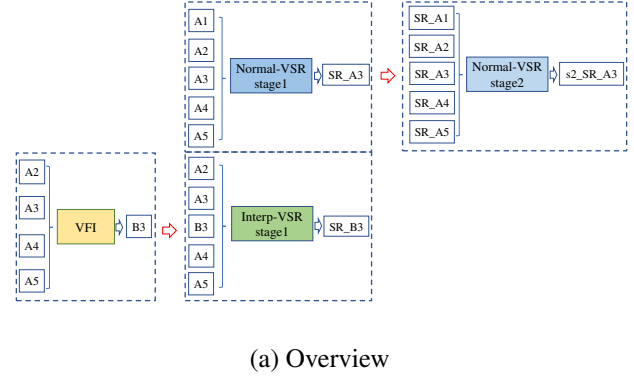 A1
A2
A3
A4
A5
Normal-VSR
stage1
SR_A3
SR_A1
SR_A2
SR_A3
SR_A4
SR_A5
Normal-VSR
stage2
s2_SR_A3
A2
A3
A4
A5
VFI
B3
A2
A3
B3
A4
A5
Interp-VSR
stage1
SR_B3
(a) Overview